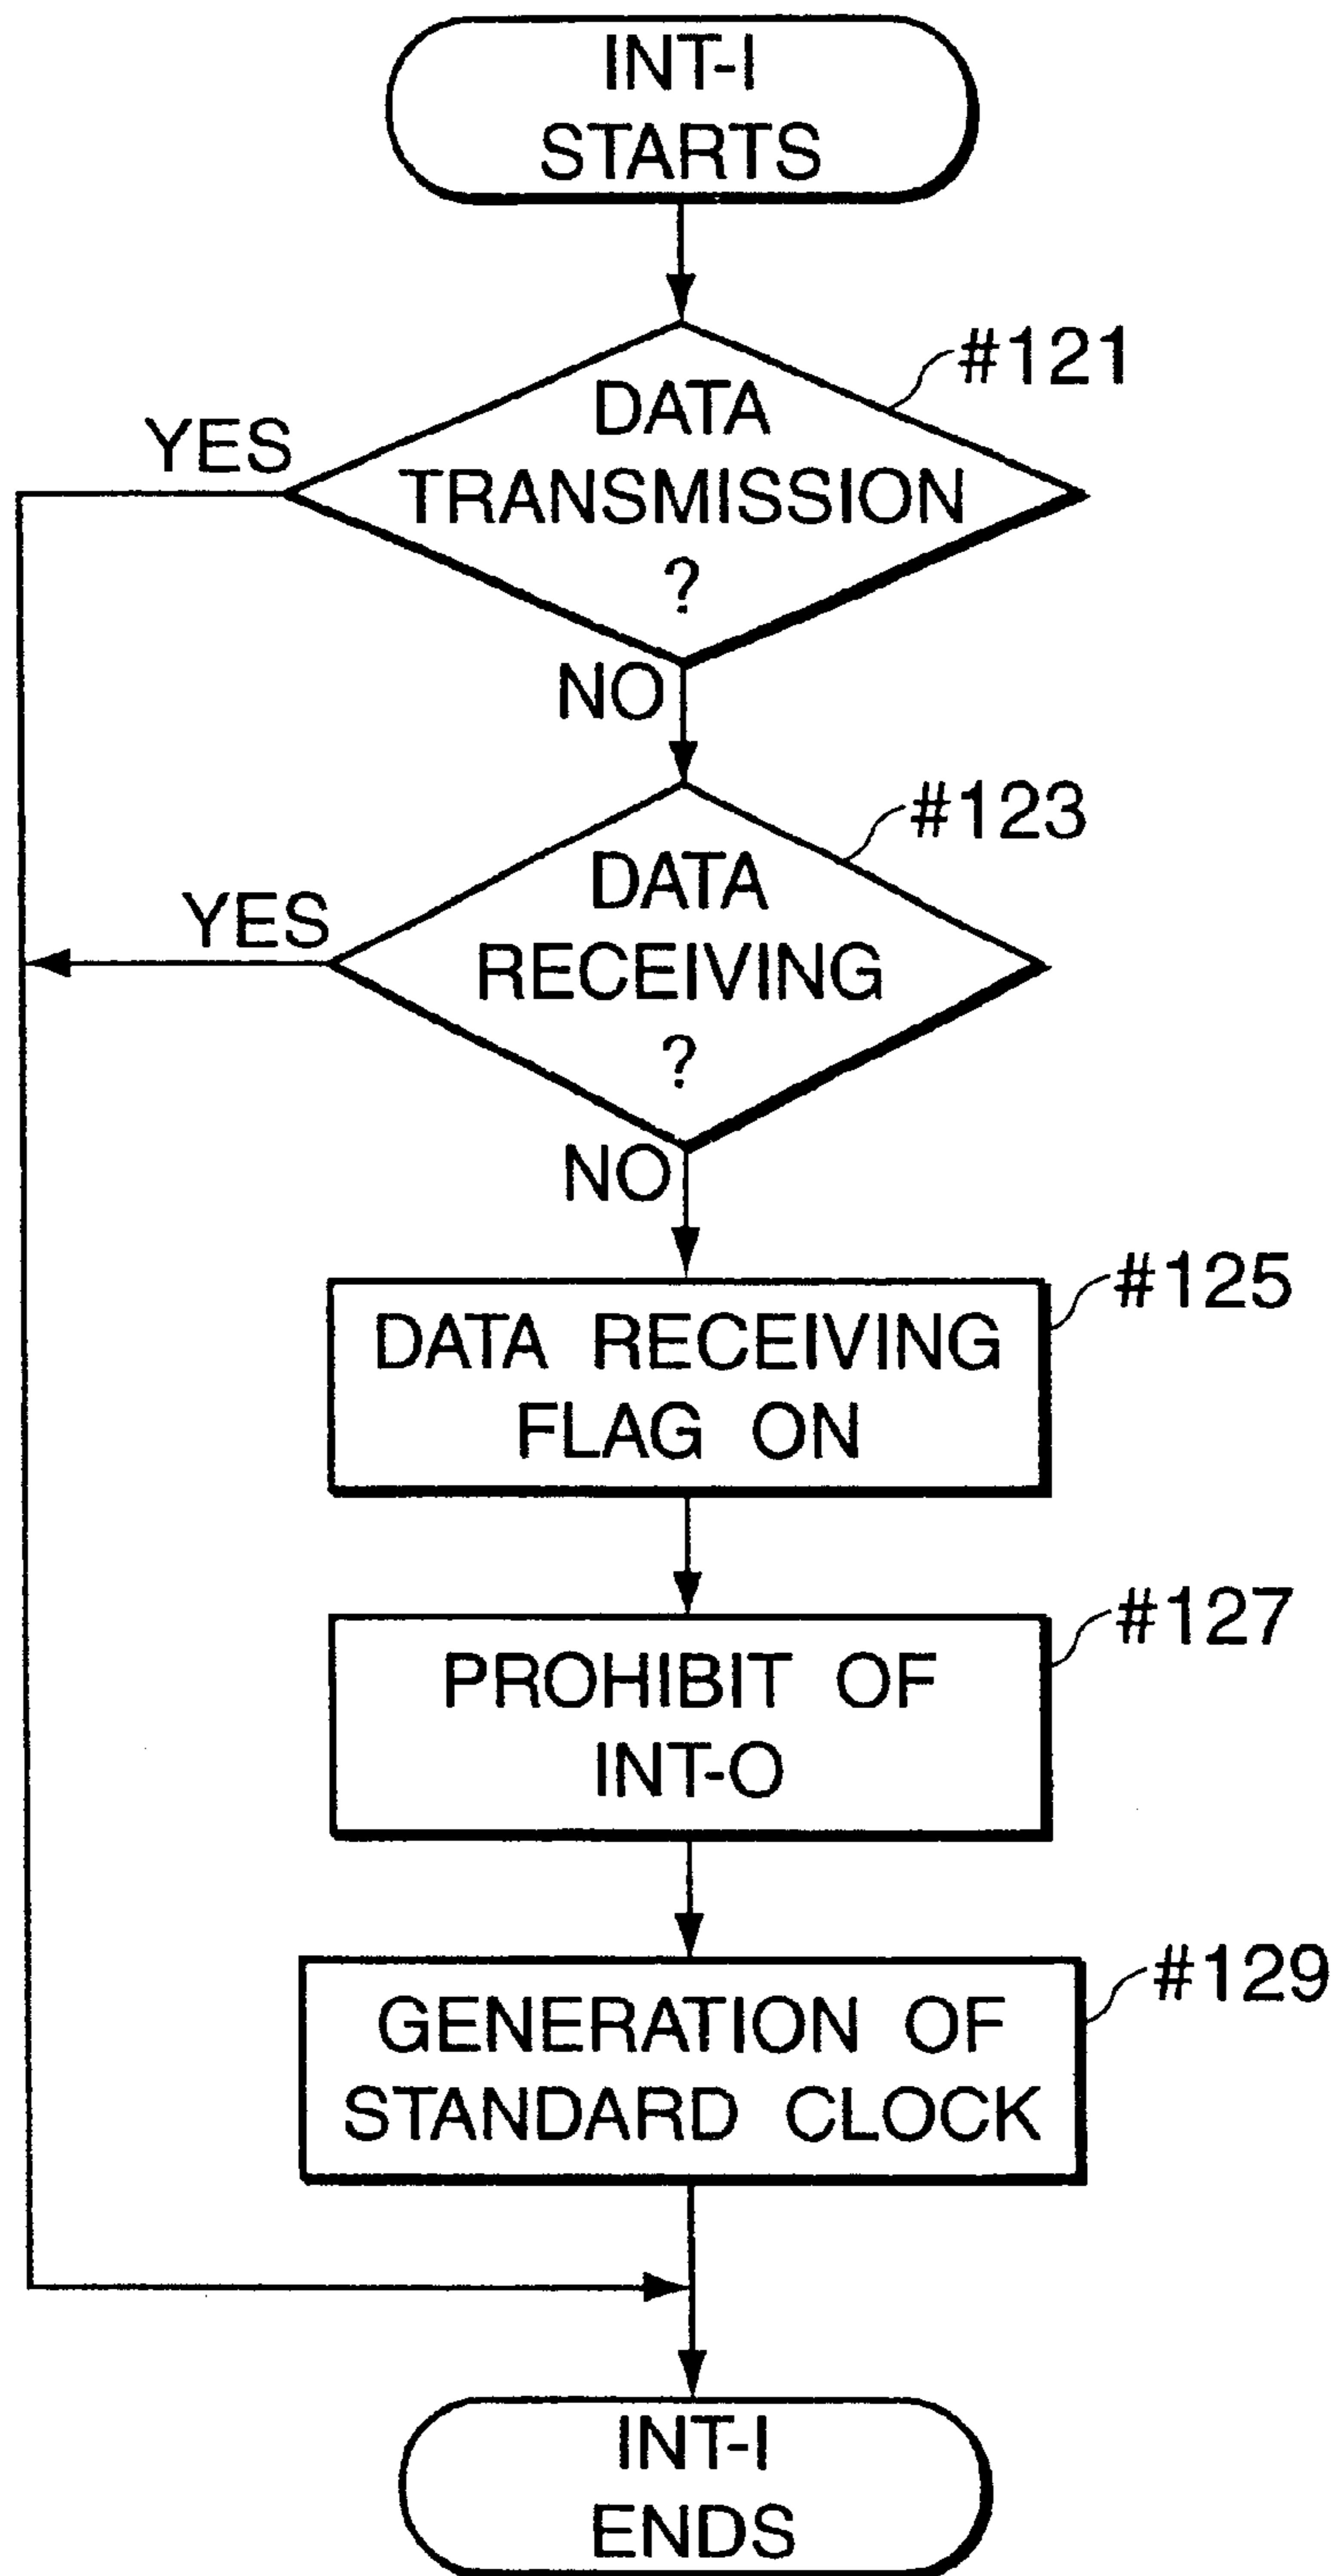 INT-I
STARTS
#121
DATA
TRANSMISSION
?
YES
NO
#123
DATA
RECEIVING
?
YES
NO
#125
DATA RECEIVING
FLAG ON
#127
PROHIBIT OF
INT-O
#129
GENERATION OF
STANDARD CLOCK
INT-I
ENDS